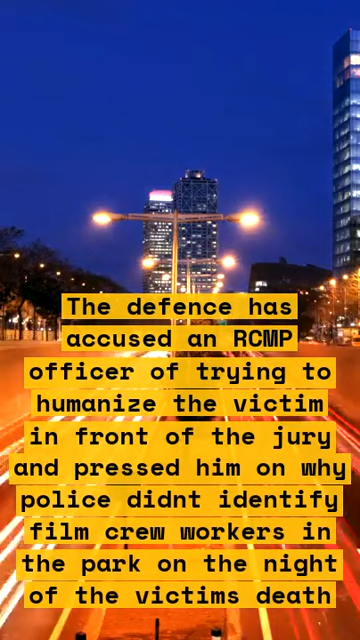 The defence has
accused an RCMP
officer of trying to
humanize the victim
in front of the jury
and pressed him on why
police didnt identify
film crew workers in
the park on the night
of the victims death